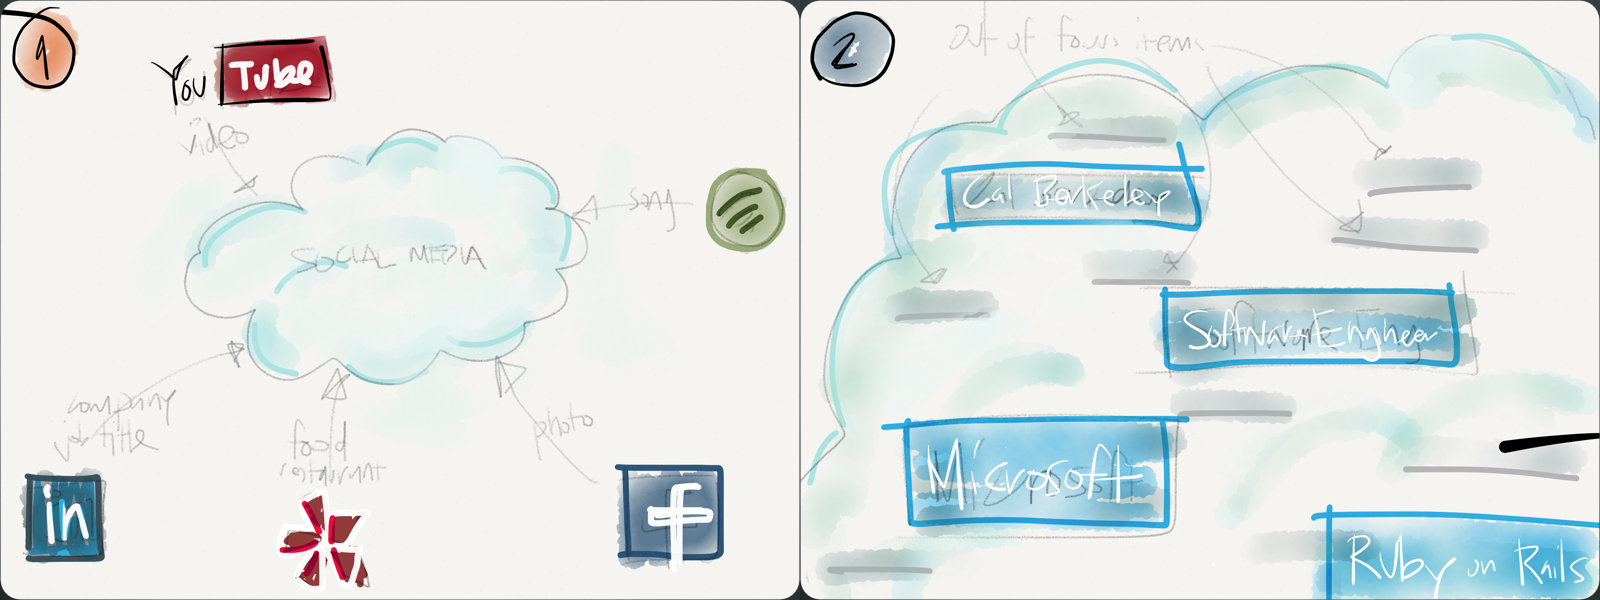 1
You Tube
video
song
SOCIAL MEDIA
company
job title
food
restaurant
photo
in
f
2
out of focus items
Cal Berkeley
Software Engineer
Microsoft
Ruby on Rails